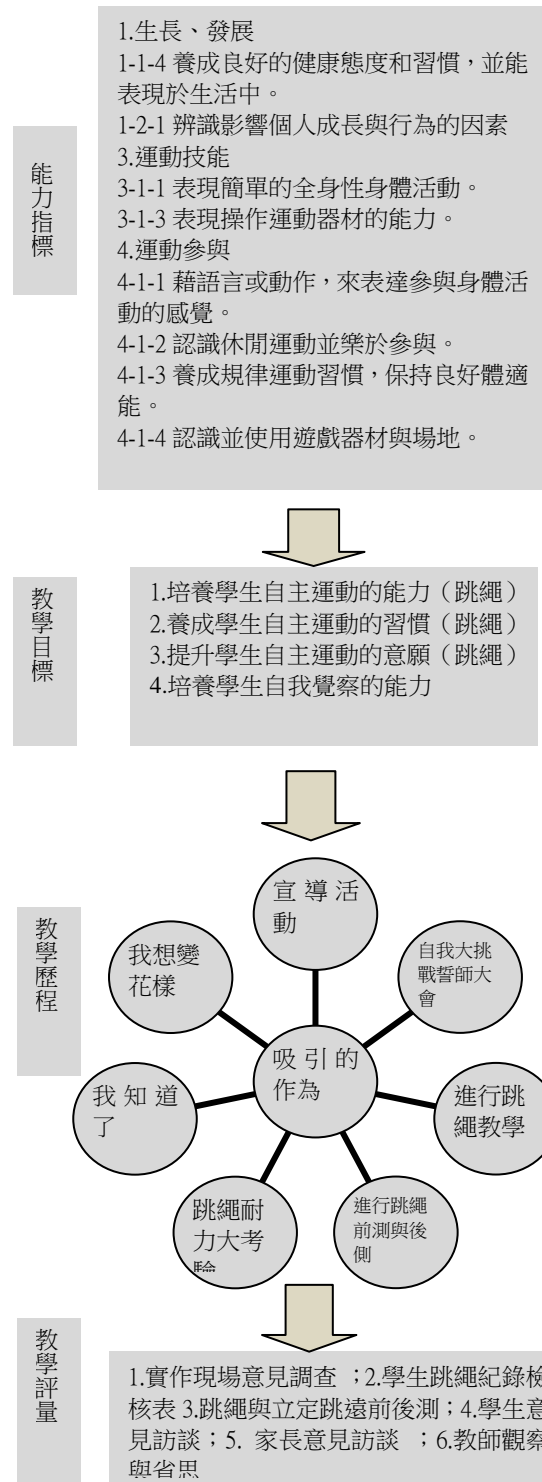 能力指標
1.生長、發展
1-1-4 養成良好的健康態度和習慣，並能
表現於生活中。
1-2-1 辨識影響個人成長與行為的因素
3.運動技能
3-1-1 表現簡單的全身性身體活動。
3-1-3 表現操作運動器材的能力。
4.運動參與
4-1-1 藉語言或動作，來表達參與身體活
動的感覺。
4-1-2 認識休閒運動並樂於參與。
4-1-3 養成規律運動習慣，保持良好體適
能。
4-1-4 認識並使用遊戲器材與場地。
教學目標
1.培養學生自主運動的能力（跳繩）
2.養成學生自主運動的習慣（跳繩）
3.提升學生自主運動的意願（跳繩）
4.培養學生自我覺察的能力
教學歷程
宣導活
動
自我大挑
戰誓師大
會
進行跳
繩教學
進行跳繩
前測與後
側
跳繩耐
力大考
驗
我知道
了
我想變
花樣
吸引的
作為
教學評量
1.實作現場意見調查 ；2.學生跳繩紀錄檢
核表 3.跳繩與立定跳遠前後測；4.學生意
見訪談；5. 家長意見訪談 ；6.教師觀察
與省思